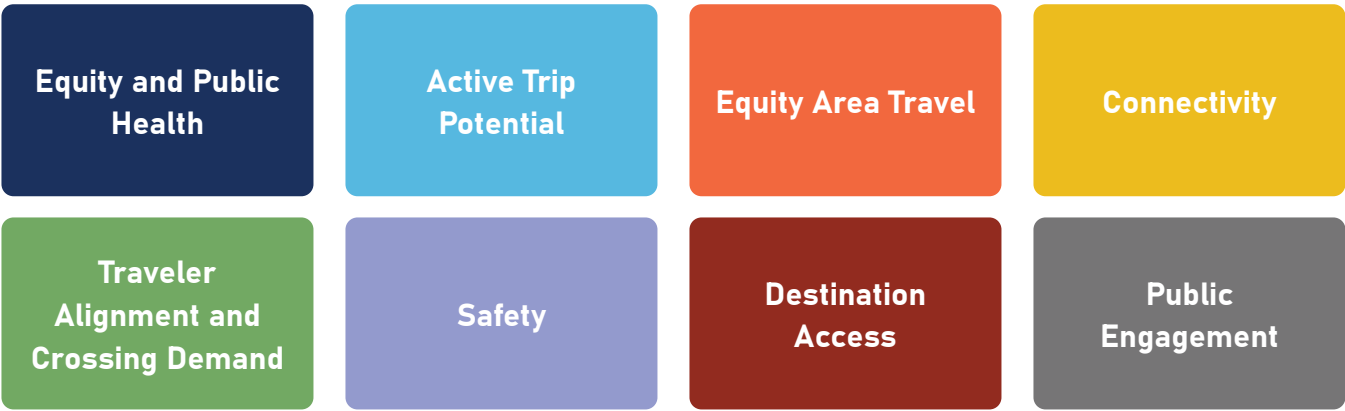 Equity and Public
Health
Active Trip
Potential
Equity Area Travel
Connectivity
Traveler
Alignment and
Crossing Demand
Safety
Destination
Access
Public
Engagement